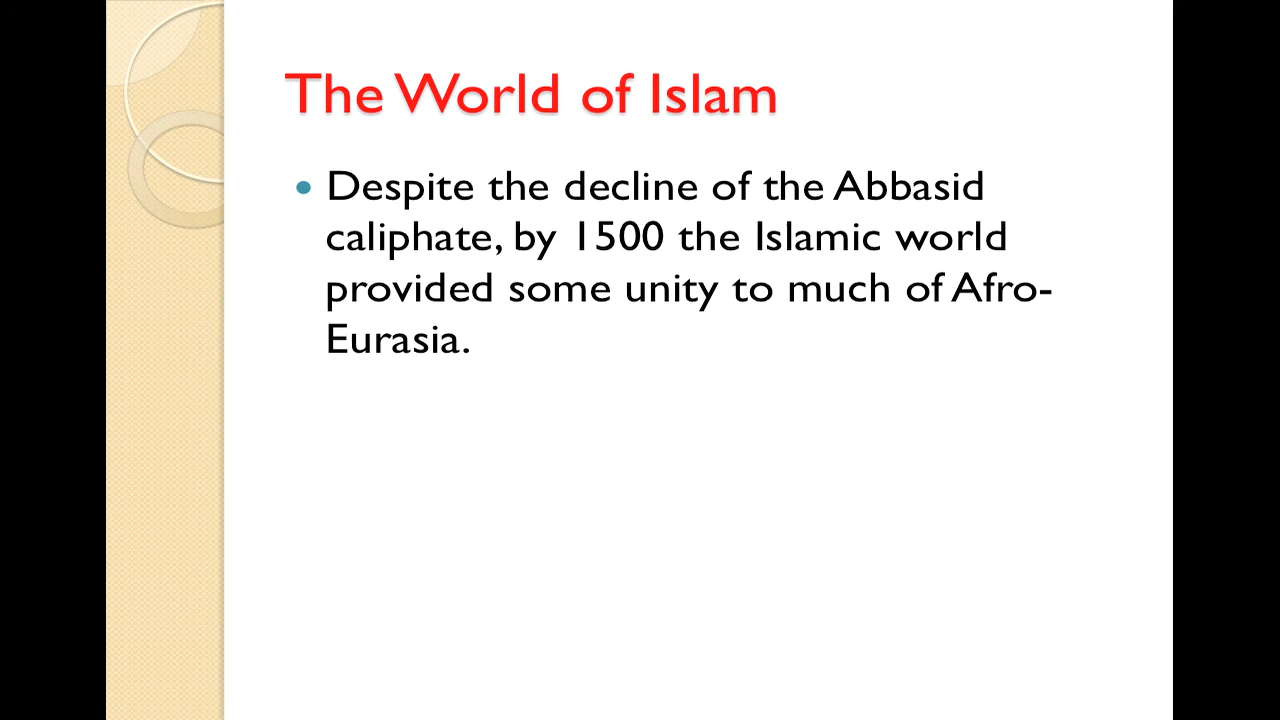 The World of Islam
• Despite the decline of the Abbasid
caliphate, by 1500 the Islamic world
provided some unity to much of Afro-
Eurasia.